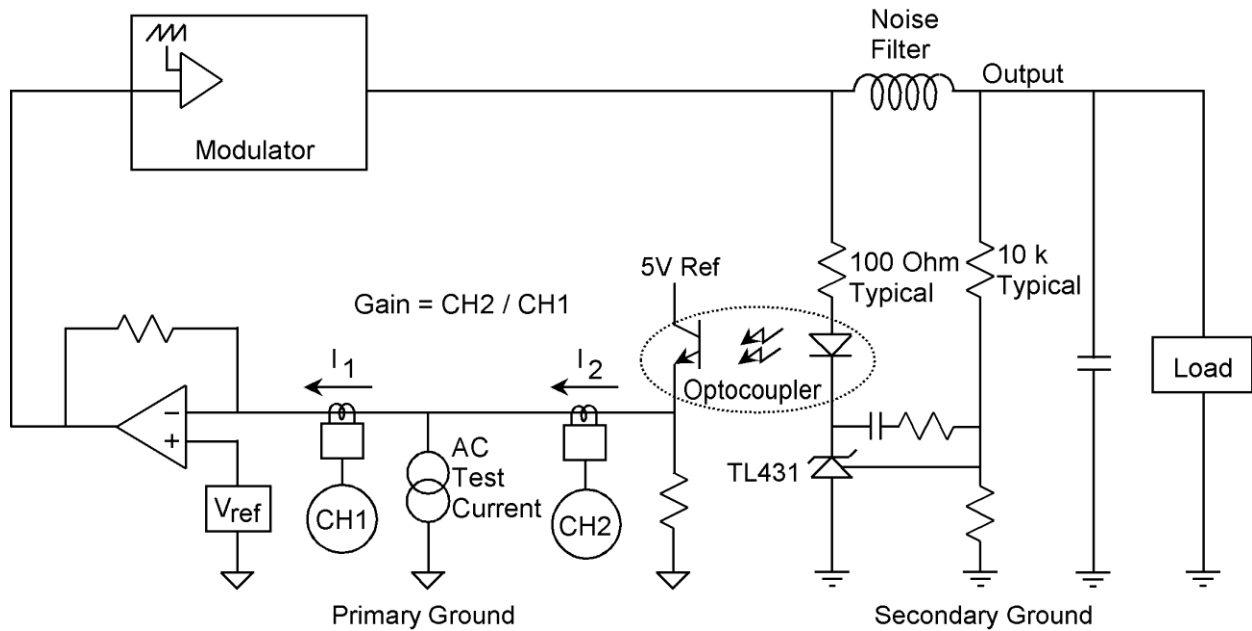 Noise
Filter
Output
Modulator
100 Ohm
Typical
10 k
Typical
5V Ref
Gain = CH2 / CH1
I1
I2
Optocoupler
Load
−
+
AC
Test
Current
TL431
Vref
CH1
CH2
Primary Ground
Secondary Ground